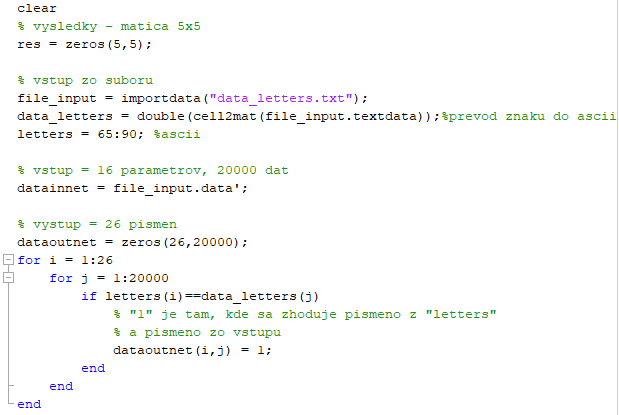 clear
% vysledky - matica 5x5
res = zeros(5,5);
% vstup zo suboru
file_input = importdata("data_letters.txt");
data_letters = double(cell2mat(file_input.textdata));%prevod znaku do ascii
letters = 65:90; %ascii
% vstup = 16 parametrov, 20000 dat
datainnet = file_input.data';
% vystup = 26 pismen
dataoutnet = zeros(26,20000);
for i = 1:26
for j = 1:20000
if letters(i)==data_letters(j)
% "1" je tam, kde sa zhoduje pismeno z "letters"
% a pismeno zo vstupu
dataoutnet(i,j) = 1;
end
end
end